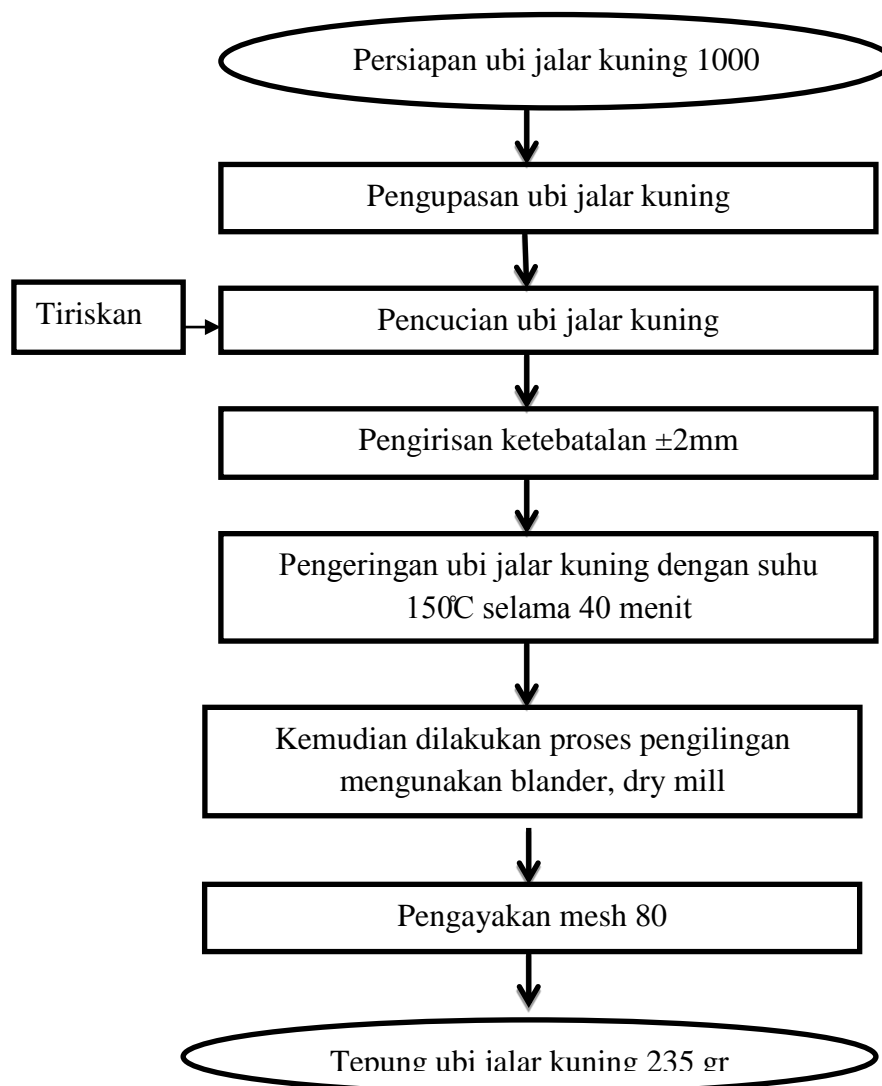 Persiapan ubi jalar kuning 1000
Pengupasan ubi jalar kuning
Tiriskan
Pencucian ubi jalar kuning
Pengirisan ketebatalan ±2mm
Pengeringan ubi jalar kuning dengan suhu
150℃ selama 40 menit
Kemudian dilakukan proses pengilingan
mengunakan blander, dry mill
Pengayakan mesh 80
Tepung ubi jalar kuning 235 gr